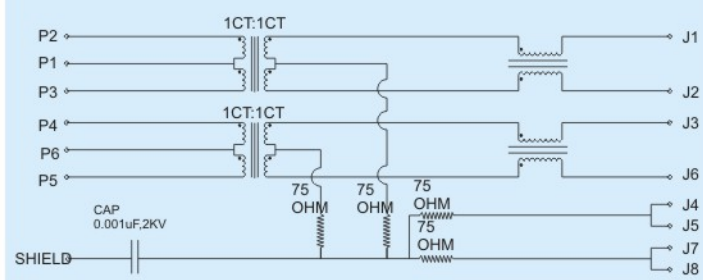 1CT:1CT
P2
J1
P1
P3
J2
1CT:1CT
P4
J3
P6
P5
J6
75
OHM
75
OHM
75
OHM
J4
J5
CAP
0.001uF,2KV
75
OHM
J7
SHIELD
J8